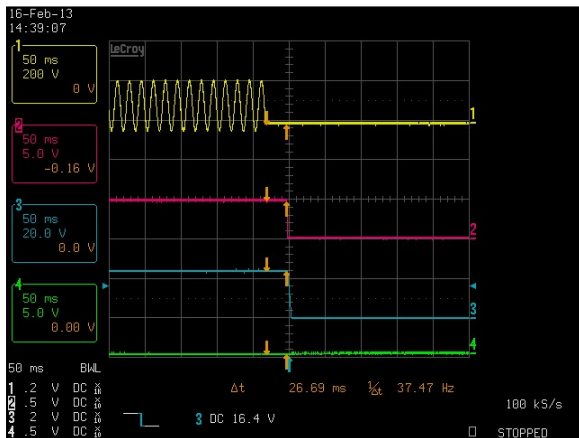 16-Feb-13
14:39:07
LeCroy
1
50 ms
200 V
0 V
2
50 ms
5.0 V
-0.16 V
3
50 ms
20.0 V
0.0 V
4
50 ms
5.0 V
0.00 V
1
2
3
4
50 ms BWL
1 .2 V DC
2 .5 V DC
3 2 V DC
4 .5 V DC
Δt 26.69 ms 1/Δt 37.47 Hz
3 DC 16.4 V
100 kS/s
STOPPED